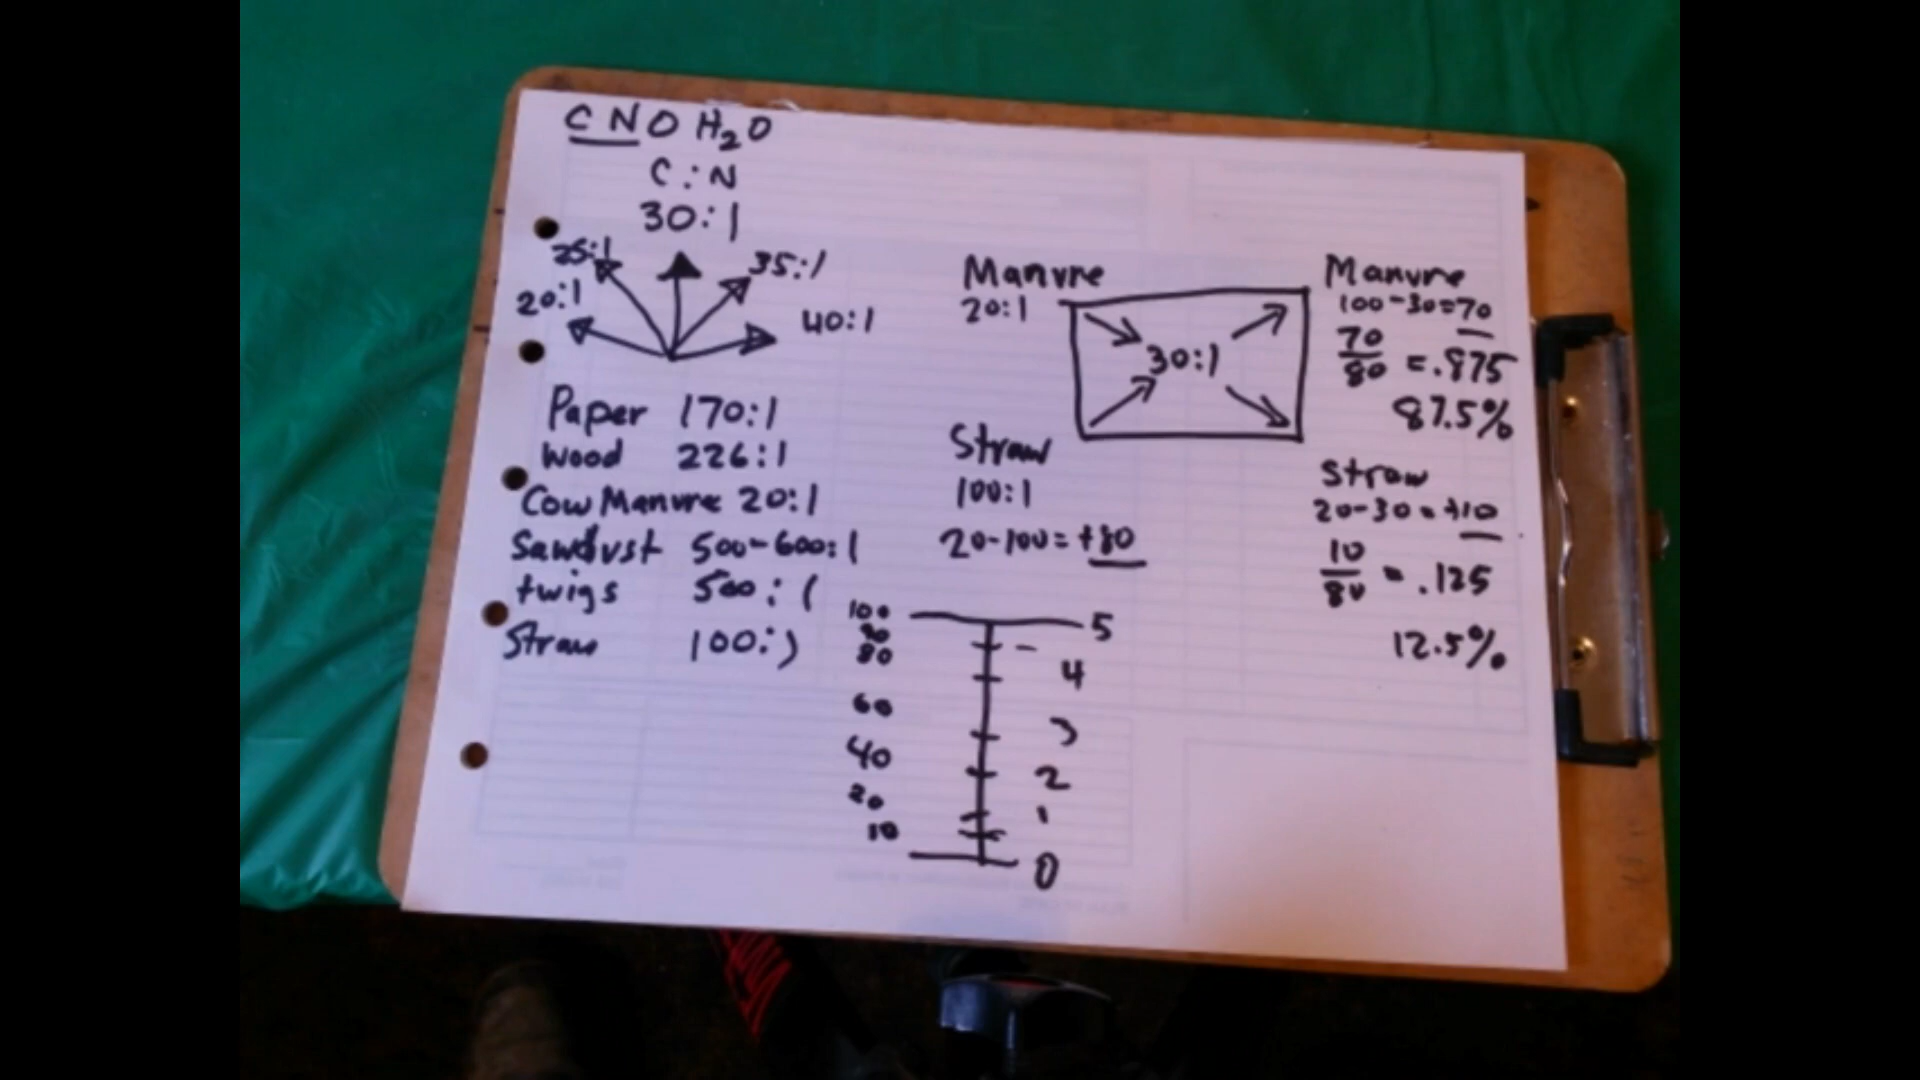 C N O H2O
C:N
30:1
25:1
35:1
20:1
40:1
Paper 170:1
Wood 226:1
Cow Manure 20:1
Sawdust 500-600:1
twigs 500:1
Straw 100:1
Manure
20:1
30:1
Straw
100:1
20-100=+80
100
90
80
60
40
20
10
5
4
3
2
1
0
Manure
100-30=70
70
80 =.875
87.5%
Straw
20-30=+10
10
80 = .125
12.5%